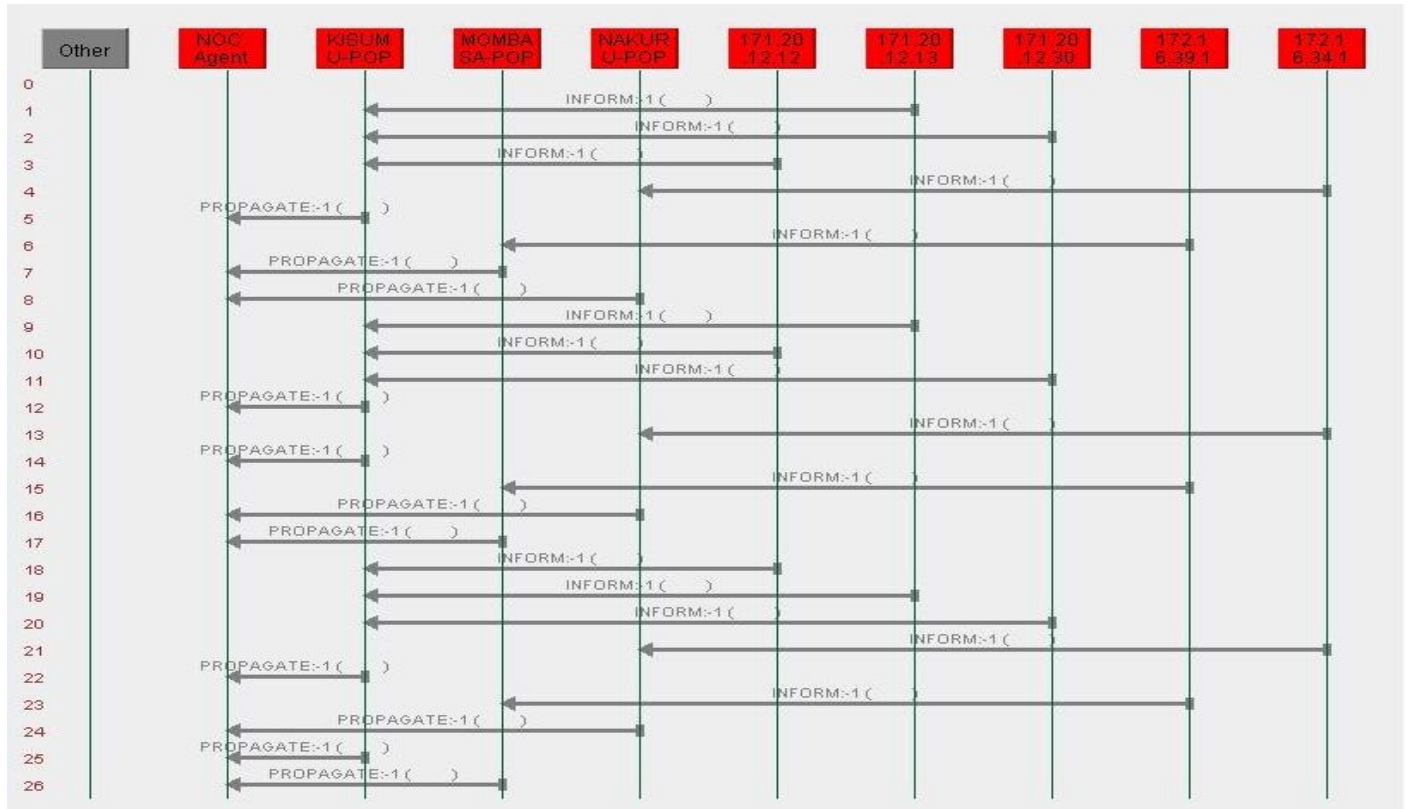 Other
NOC
Agent
KISUM
U-POP
MOMBA
SA-POP
NAKUR
U-POP
171.20
.12.12
171.20
.12.13
171.20
.12.30
172.1
6.39.1
172.1
6.34.1
0
INFORM:-1 ( )
1
INFORM:-1 ( )
2
INFORM:-1 ( )
3
INFORM:-1 ( )
4
PROPAGATE:-1 ( )
5
INFORM:-1 ( )
6
PROPAGATE:-1 ( )
7
PROPAGATE:-1 ( )
8
INFORM:-1 ( )
9
INFORM:-1 ( )
10
INFORM:-1 ( )
11
PROPAGATE:-1 ( )
12
INFORM:-1 ( )
13
PROPAGATE:-1 ( )
14
INFORM:-1 ( )
15
PROPAGATE:-1 ( )
16
PROPAGATE:-1 ( )
17
INFORM:-1 ( )
18
INFORM:-1 ( )
19
INFORM:-1 ( )
20
INFORM:-1 ( )
21
PROPAGATE:-1 ( )
22
INFORM:-1 ( )
23
PROPAGATE:-1 ( )
24
PROPAGATE:-1 ( )
25
PROPAGATE:-1 ( )
26